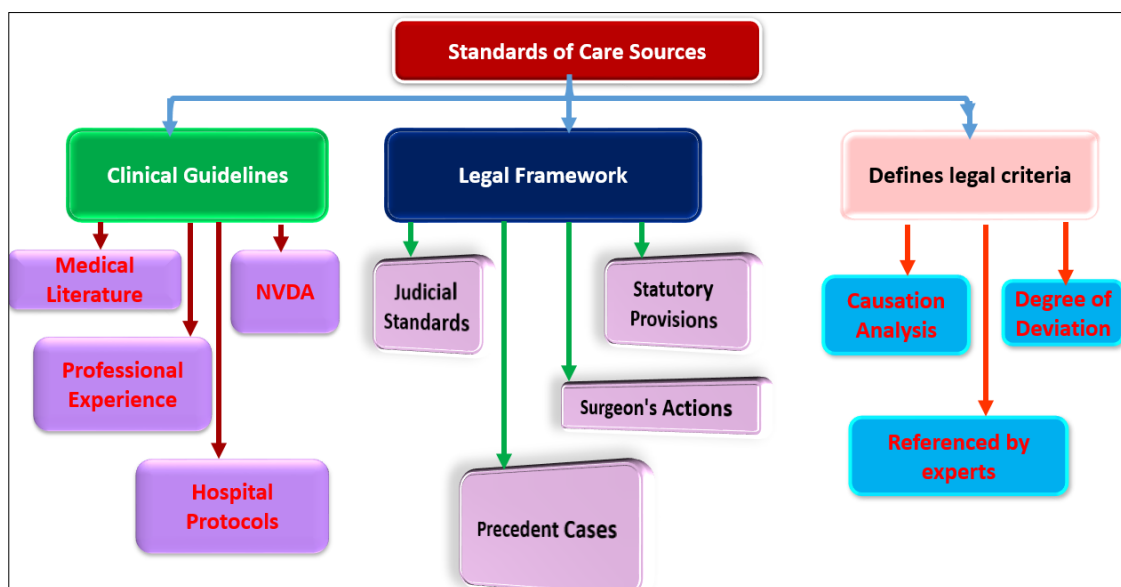 Standards of Care Sources
Clinical Guidelines
Legal Framework
Defines legal criteria
Medical
Literature
NVDA
Professional
Experience
Hospital
Protocols
Judicial
Standards
Statutory
Provisions
Surgeon's Actions
Precedent Cases
Causation
Analysis
Degree of
Deviation
Referenced by
experts